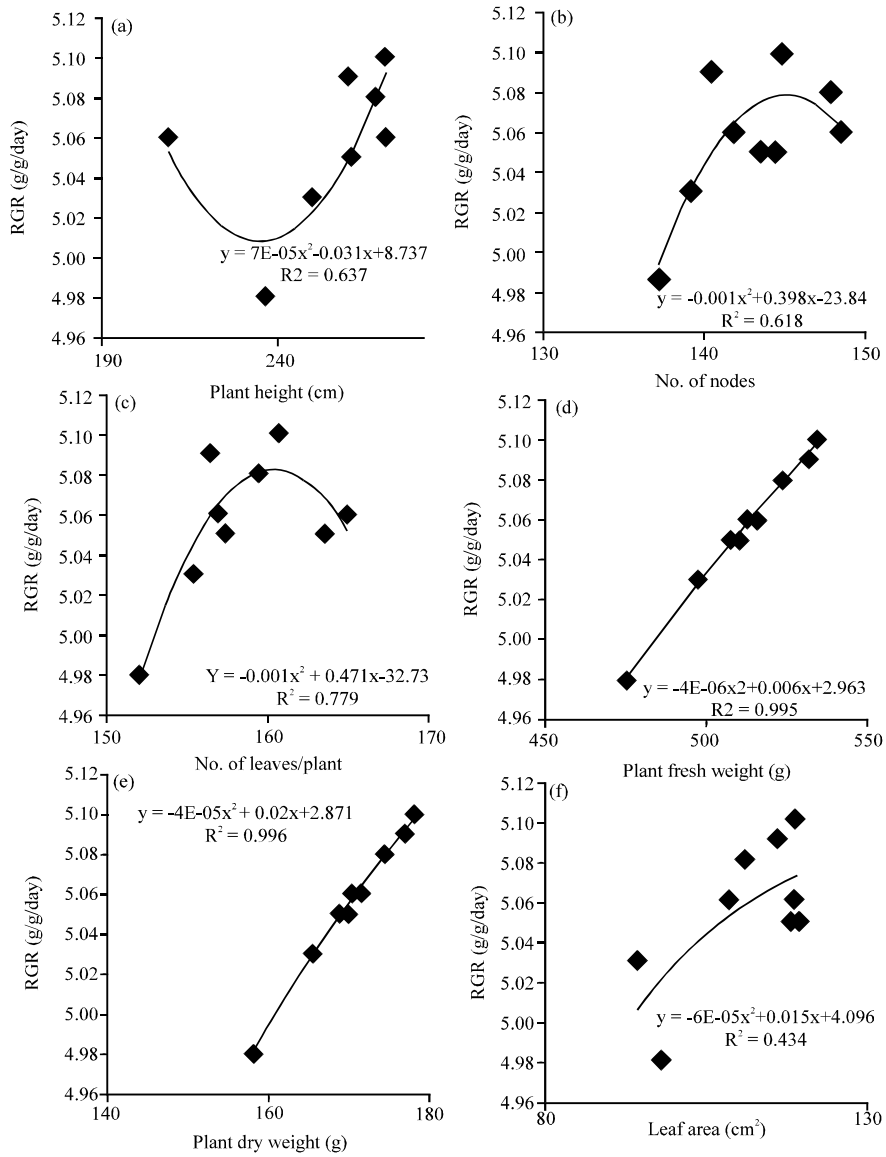 (a)
5.12
5.10
5.08
5.06
5.04
5.02
5.00
4.98
4.96
RGR (g/g/day)
y = 7E-05x²-0.031x+8.737
R2 = 0.637
190
240
Plant height (cm)
(b)
5.12
5.10
5.08
5.06
5.04
5.02
5.00
4.98
4.96
RGR (g/g/day)
y = -0.001x²+0.398x-23.84
R² = 0.618
130
140
150
No. of nodes
(c)
5.12
5.10
5.08
5.06
5.04
5.02
5.00
4.98
4.96
RGR (g/g/day)
Y = -0.001x² + 0.471x-32.73
R² = 0.779
150
160
170
No. of leaves/plant
(d)
5.12
5.10
5.08
5.06
5.04
5.02
5.00
4.98
4.96
RGR (g/g/day)
y = -4E-06x2+0.006x+2.963
R2 = 0.995
450
500
550
Plant fresh weight (g)
(e)
5.12
5.10
5.08
5.06
5.04
5.02
5.00
4.98
4.96
RGR (g/g/day)
y = -4E-05x² + 0.02x+2.871
R² = 0.996
140
160
180
Plant dry weight (g)
(f)
5.12
5.10
5.08
5.06
5.04
5.02
5.00
4.98
4.96
RGR (g/g/day)
y = -6E-05x²+0.015x+4.096
R² = 0.434
80
130
Leaf area (cm²)